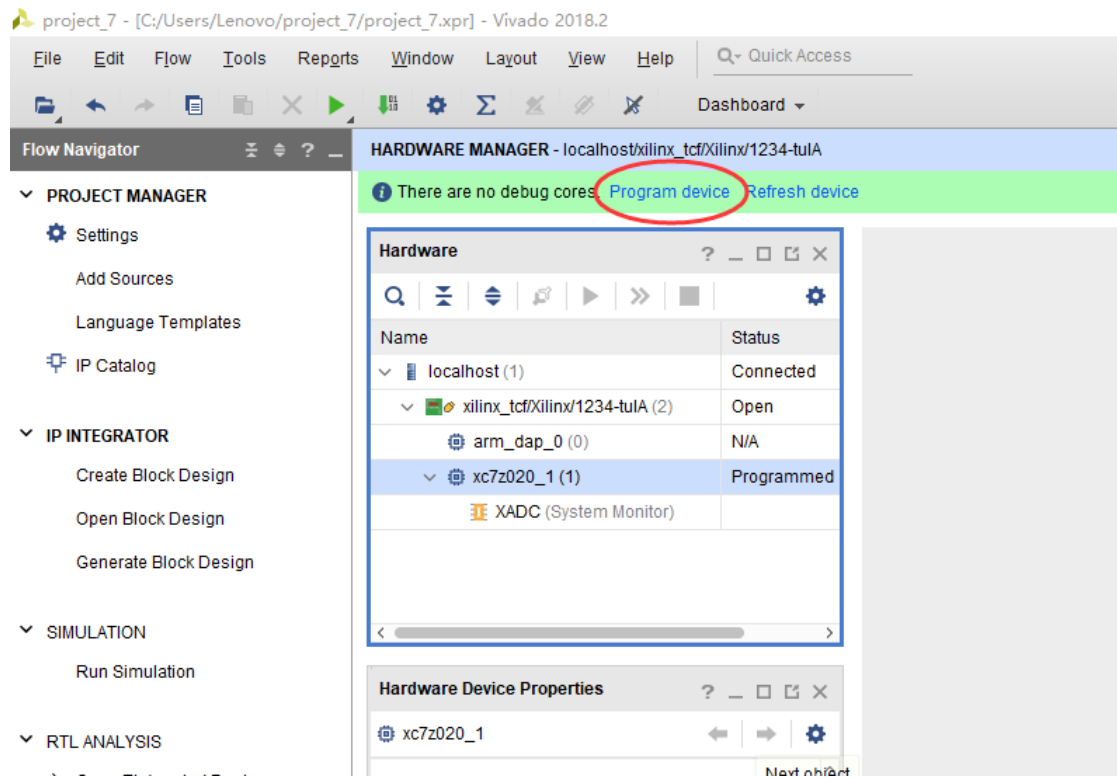 project_7 - [C:/Users/Lenovo/project_7/project_7.xpr] - Vivado 2018.2
File Edit Flow Tools Reports Window Layout View Help Quick Access
Dashboard
Flow Navigator ? HARDWARE MANAGER - localhost/xilinx_tcf/Xilinx/1234-tulA
There are no debug cores. Program device Refresh device
PROJECT MANAGER
Settings
Add Sources
Language Templates
IP Catalog
IP INTEGRATOR
Create Block Design
Open Block Design
Generate Block Design
SIMULATION
Run Simulation
RTL ANALYSIS
Hardware ?
Name Status
localhost (1) Connected
xilinx_tcf/Xilinx/1234-tulA (2) Open
arm_dap_0 (0) N/A
xc7z020_1 (1) Programmed
XADC (System Monitor)
Hardware Device Properties ?
xc7z020_1
Next object